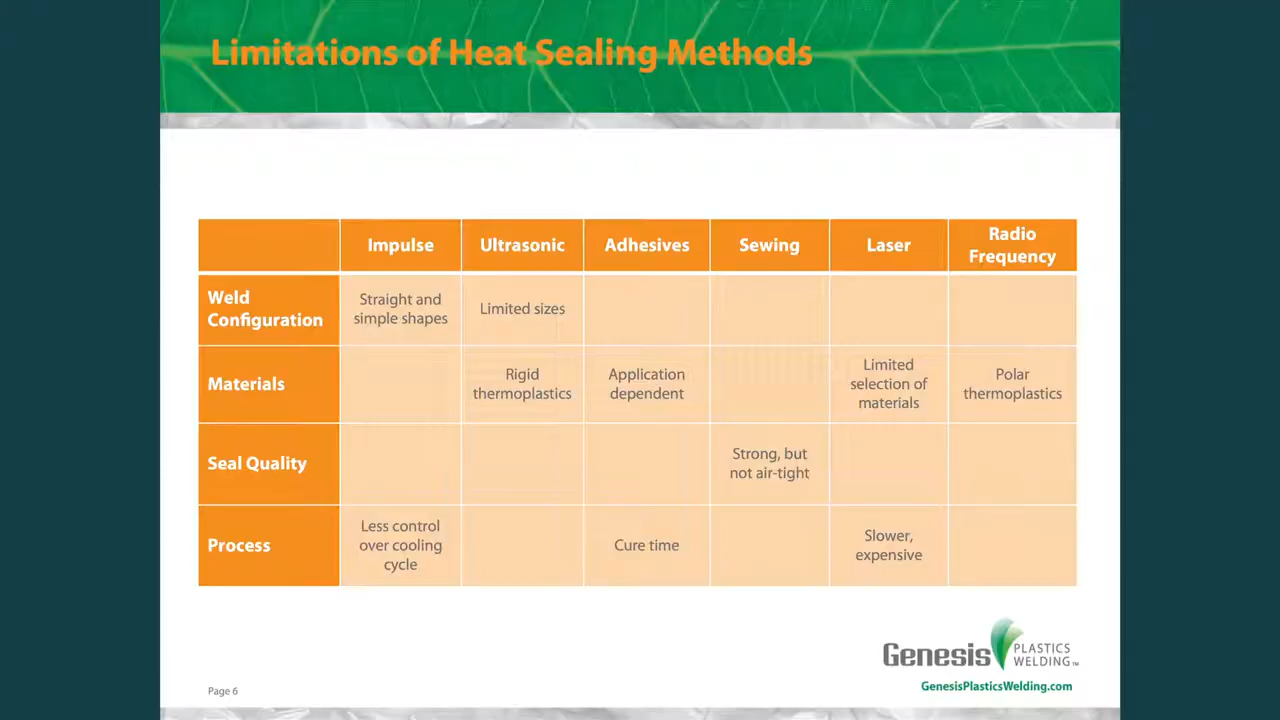 Limitations of Heat Sealing Methods
Impulse
Ultrasonic
Adhesives
Sewing
Laser
Radio
Frequency
Weld
Configuration
Straight and
simple shapes
Limited sizes
Materials
Rigid
thermoplastics
Application
dependent
Limited
selection of
materials
Polar
thermoplastics
Seal Quality
Strong, but
not air-tight
Process
Less control
over cooling
cycle
Cure time
Slower,
expensive
Genesis PLASTICS
WELDING™
GenesisPlasticsWelding.com
Page 6